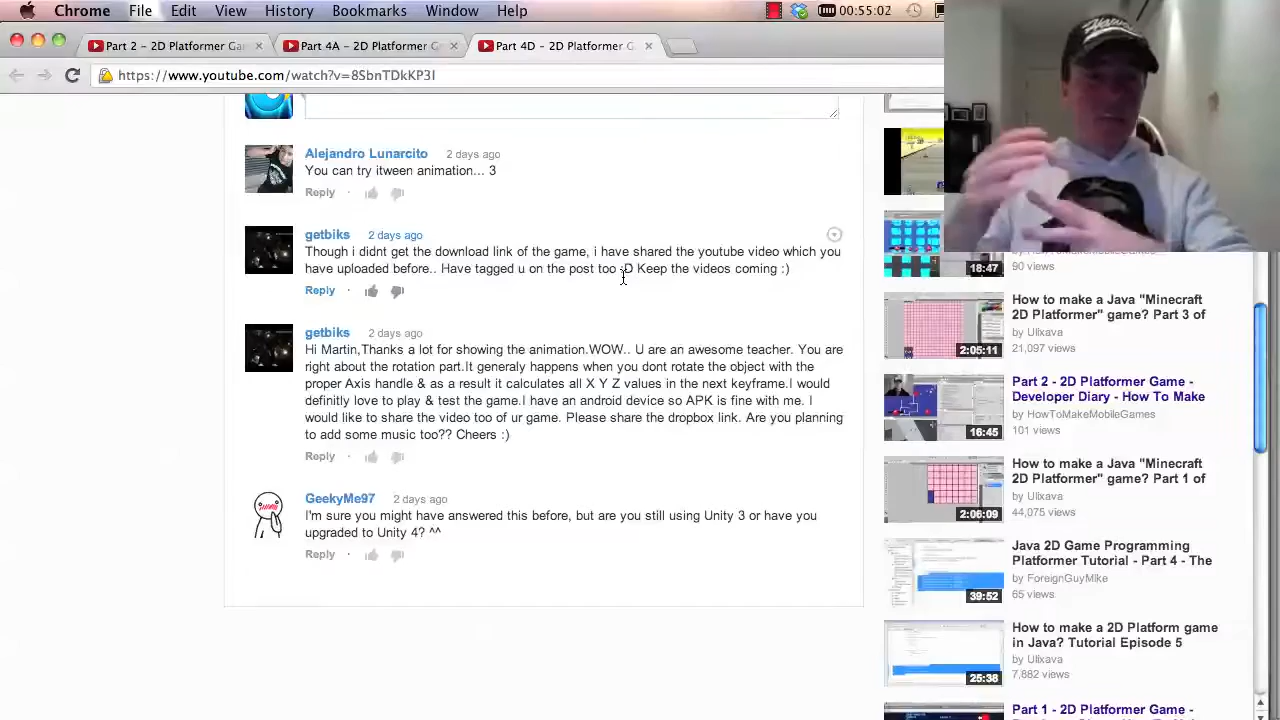 Chrome File Edit View History Bookmarks Window Help 00:55:02
Part 2 - 2D Platformer Ga
Part 4A - 2D Platformer G
Part 4D - 2D Platformer G
https://www.youtube.com/watch?v=8SbnTDkKP3I
Alejandro Lunarcito 2 days ago
You can try itween animation... 3
Reply
getbiks 2 days ago
Though i didnt get the download link of the game, i have shared the youtube video which you
have uploaded before.. Have tagged you in that post too :D Keep the videos coming :)
Reply
getbiks 2 days ago
Hi Martin,Thanks a lot for showing the animation.WOW.. U are an awesome teacher. You are
right about the rotation issue.It generally happens when you dont rotate the object with the
proper axis handles as a result it changes all X Y Z values in the next keyframe.I would
certainly love to play & test the game.I have an android device so APK is fine with me. I
would like to share the videos too on my page. Please share the dropbox link. Are you planning
to add some music too?? Cheers :)
Reply
GeekyMe97 2 days ago
I'm sure you might have answered this before, but are you still using Unity 3 or have you
upgraded to Unity 4? ^^
Reply
18:47
90 views
How to make a Java "Minecraft
2D Platformer" game? Part 3 of
by Ulixava
21,097 views
2:05:11
Part 2 - 2D Platformer Game -
Developer Diary - How To Make
by HowToMakeMobileGames
101 views
16:45
How to make a Java "Minecraft
2D Platformer" game? Part 1 of
by Ulixava
44,075 views
2:06:09
Java 2D Game Programming
Platformer Tutorial - Part 4 - The
by ForeignGuyMike
65 views
39:52
How to make a 2D Platform game
in Java? Tutorial Episode 5
by Ulixava
7,882 views
25:38
Part 1 - 2D Platformer Game -